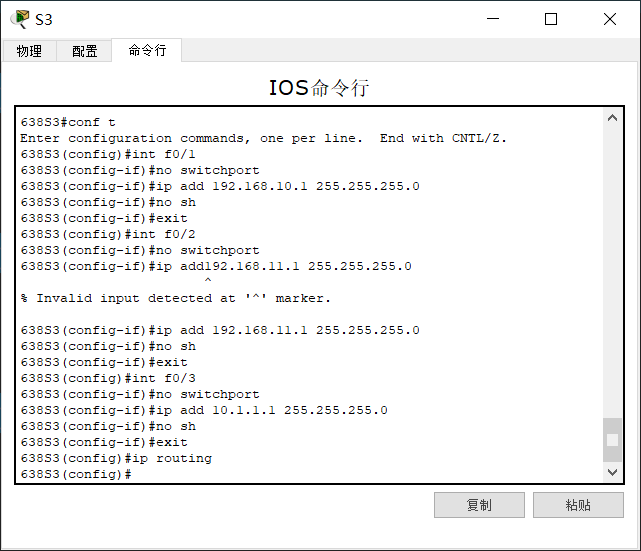 S3
物理 配置 命令行
IOS命令行
638S3#conf t
Enter configuration commands, one per line.  End with CNTL/Z.
638S3(config)#int f0/1
638S3(config-if)#no switchport
638S3(config-if)#ip add 192.168.10.1 255.255.255.0
638S3(config-if)#no sh
638S3(config-if)#exit
638S3(config)#int f0/2
638S3(config-if)#no switchport
638S3(config-if)#ip add192.168.11.1 255.255.255.0
^
% Invalid input detected at '^' marker.
638S3(config-if)#ip add 192.168.11.1 255.255.255.0
638S3(config-if)#no sh
638S3(config-if)#exit
638S3(config)#int f0/3
638S3(config-if)#no switchport
638S3(config-if)#ip add 10.1.1.1 255.255.255.0
638S3(config-if)#no sh
638S3(config-if)#exit
638S3(config)#ip routing
638S3(config)#
复制 粘贴